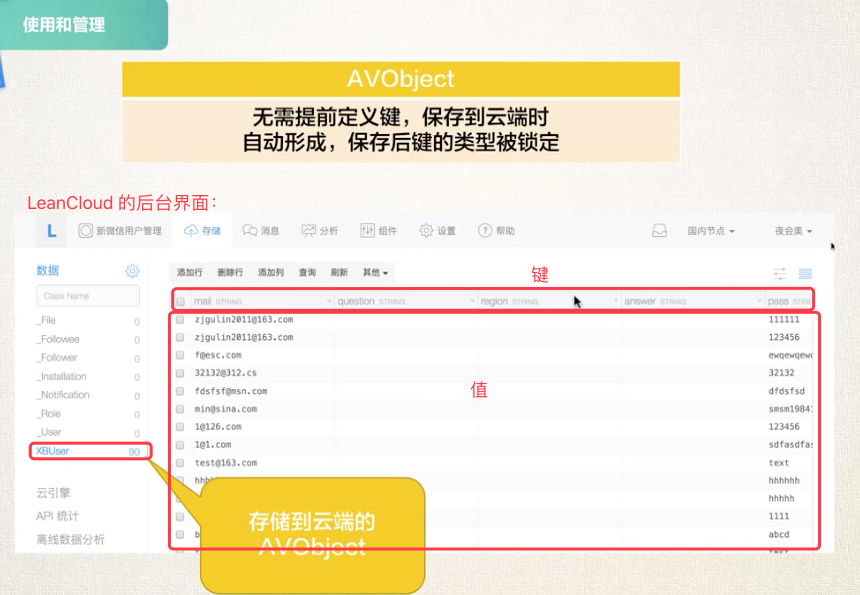 使用和管理
AVObject
无需提前定义键，保存到云端时
自动形成，保存后键的类型被锁定
LeanCloud 的后台界面：
L 新微信用户管理 存储 消息 分析 组件 设置 帮助 国内节点 夜会美
数据
Class Name
_File 0
_Followee 0
_Follower 0
_Installation 0
_Notification 0
_Role 0
_User 0
XBUser 90
云引擎
API 统计
离线数据分析
添加行 删除行 添加列 查询 刷新 其他
键
mail STRING question STRING region STRING answer STRING pass
zjgulin2011@163.com 111111
zjgulin2011@163.com 123456
f@esc.com ewqewqew
32132@312.cs 32132
fdsfsf@msn.com dfdsfsd
值
min@sina.com smsm1984
1@126.com 123456
1@1.com sdfasdfas
test@163.com text
hhhhhh
hhhhh
1111
abcd
存储到云端的
AVObject